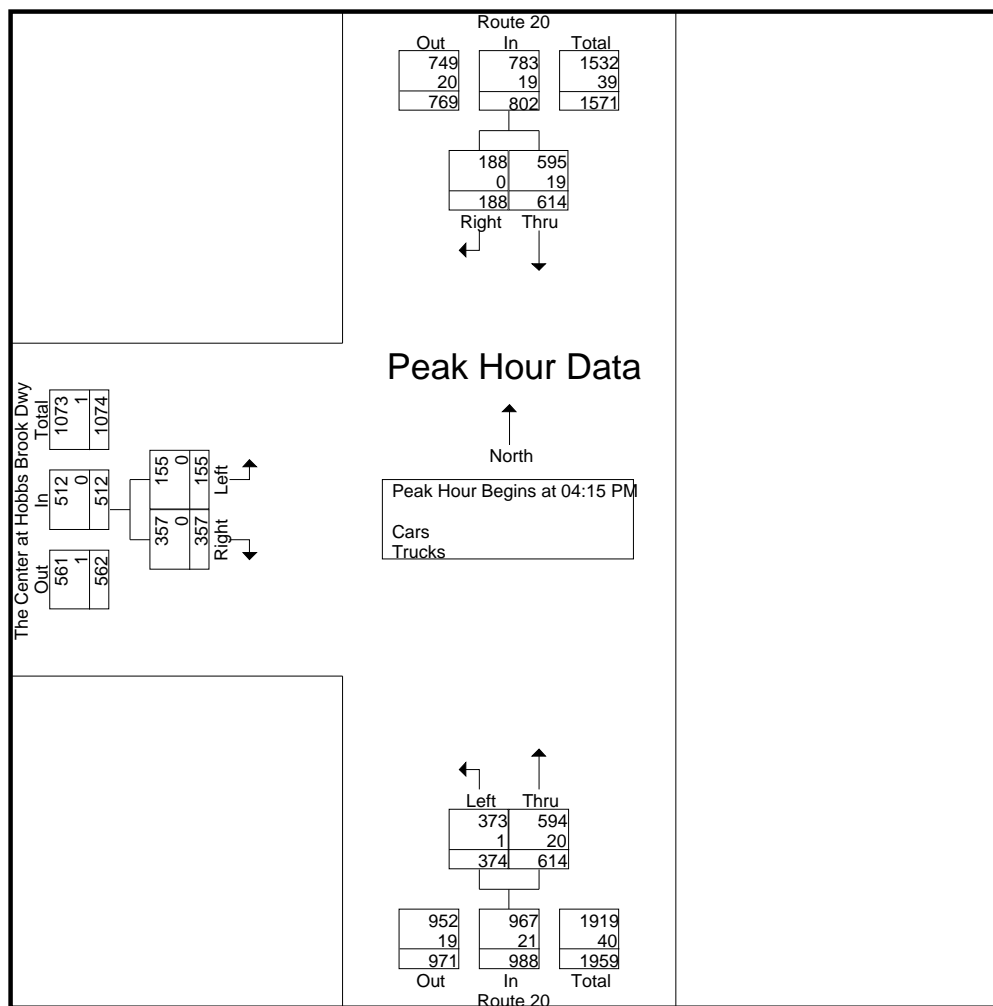 Route 20
Out In Total
749 783 1532
20 19 39
769 802 1571
188 595
0 19
188 614
Right Thru
Peak Hour Data
North
Peak Hour Begins at 04:15 PM
Cars
Trucks
The Center at Hobbs Brook Dwy
Out In Total
561 512 1073
1 0 1
562 512 1074
357 155
0 0
357 155
Right Left
Left Thru
373 594
1 20
374 614
952 967 1919
19 21 40
971 988 1959
Out In Total
Route 20